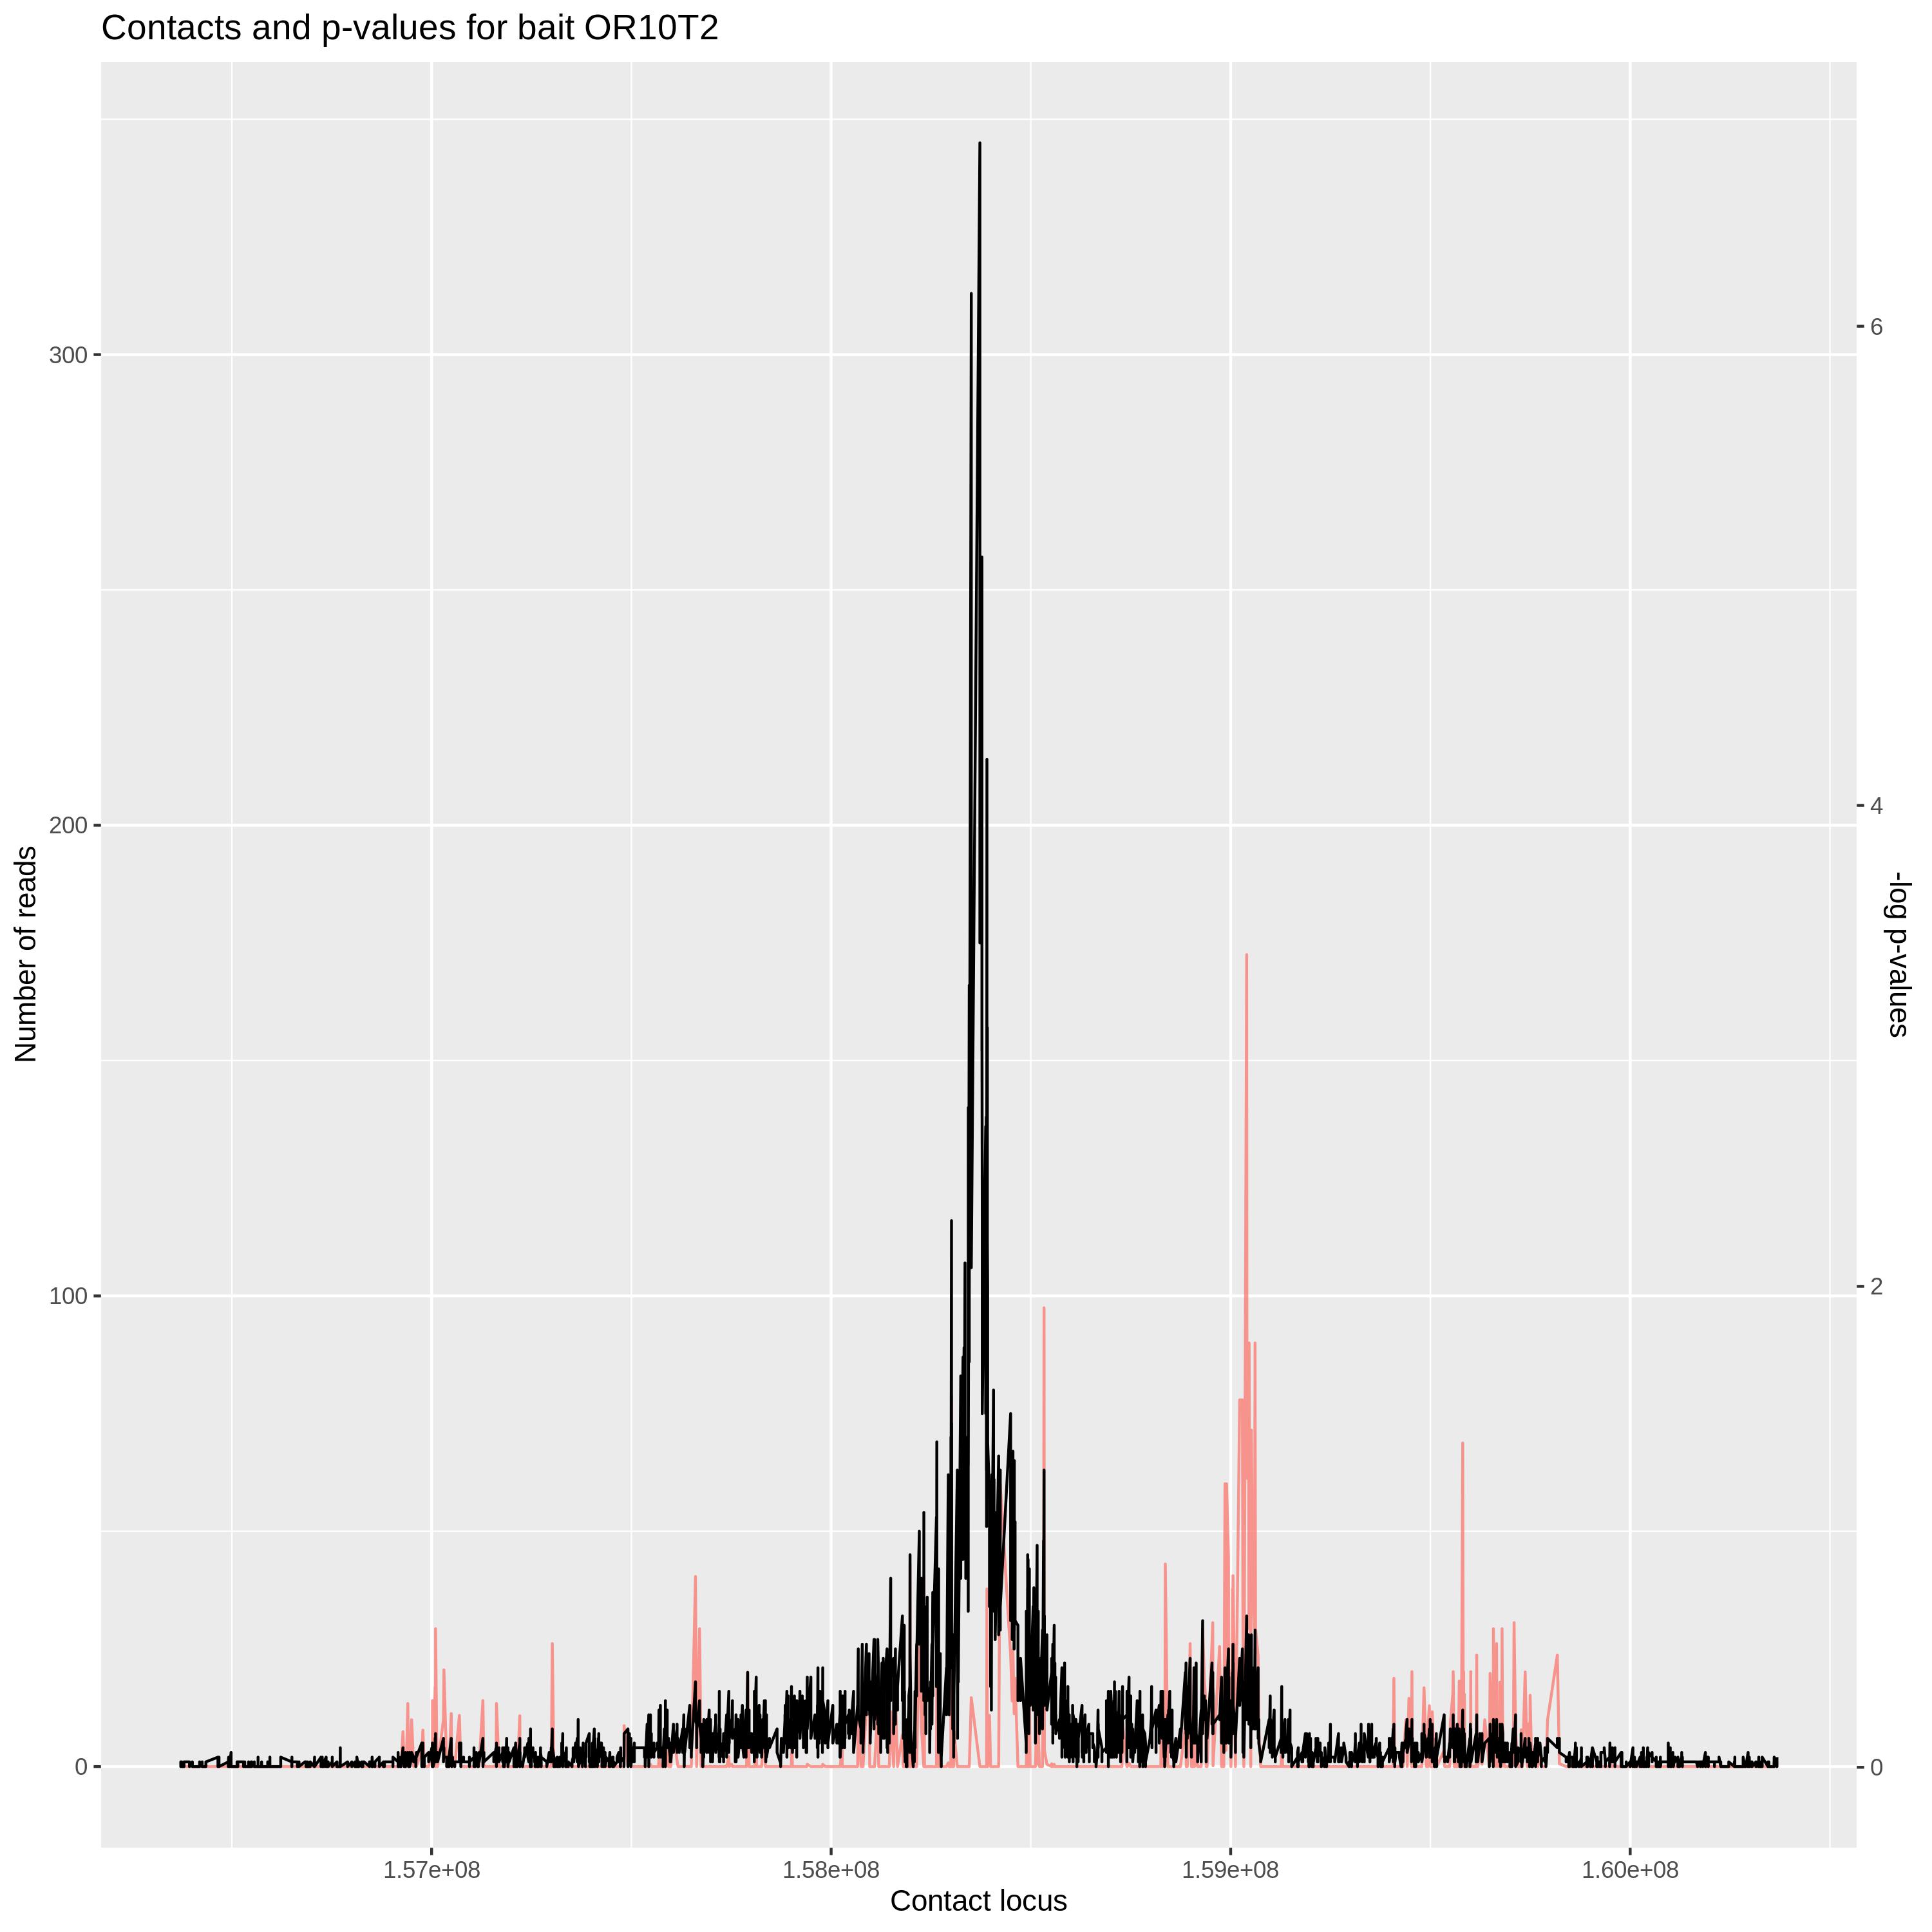 Contacts and p-values for bait OR10T2
Number of reads
300
200
100
0
6
4
2
0
-log p-values
1.57e+08
1.58e+08
1.59e+08
1.60e+08
Contact locus